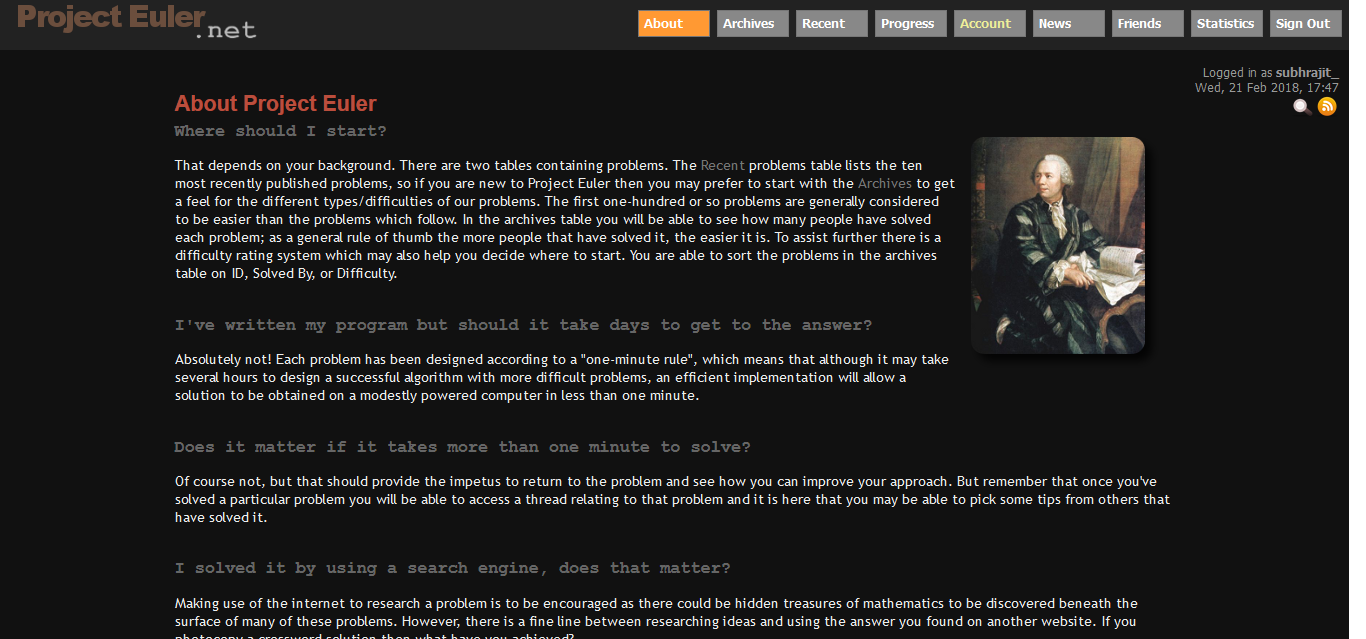 Project Euler
.net
About Archives Recent Progress Account News Friends Statistics Sign Out
Logged in as subhrajit_
Wed, 21 Feb 2018, 17:47
About Project Euler
Where should I start?
That depends on your background. There are two tables containing problems. The Recent problems table lists the ten
most recently published problems, so if you are new to Project Euler then you may prefer to start with the Archives to get
a feel for the different types/difficulties of our problems. The first one-hundred or so problems are generally considered
to be easier than the problems which follow. In the archives table you will be able to see how many people have solved
each problem; as a general rule of thumb the more people that have solved it, the easier it is. To assist further there is a
difficulty rating system which may also help you decide where to start. You are able to sort the problems in the archives
table on ID, Solved By, or Difficulty.
I've written my program but should it take days to get to the answer?
Absolutely not! Each problem has been designed according to a "one-minute rule", which means that although it may take
several hours to design a successful algorithm with more difficult problems, an efficient implementation will allow a
solution to be obtained on a modestly powered computer in less than one minute.
Does it matter if it takes more than one minute to solve?
Of course not, but that should provide the impetus to return to the problem and see how you can improve your approach. But remember that once you've
solved a particular problem you will be able to access a thread relating to that problem and it is here that you may be able to pick some tips from others that
have solved it.
I solved it by using a search engine, does that matter?
Making use of the internet to research a problem is to be encouraged as there could be hidden treasures of mathematics to be discovered beneath the
surface of many of these problems. However, there is a fine line between researching ideas and using the answer you found on another website. If you
photocopy a crossword solution then what have you achieved?